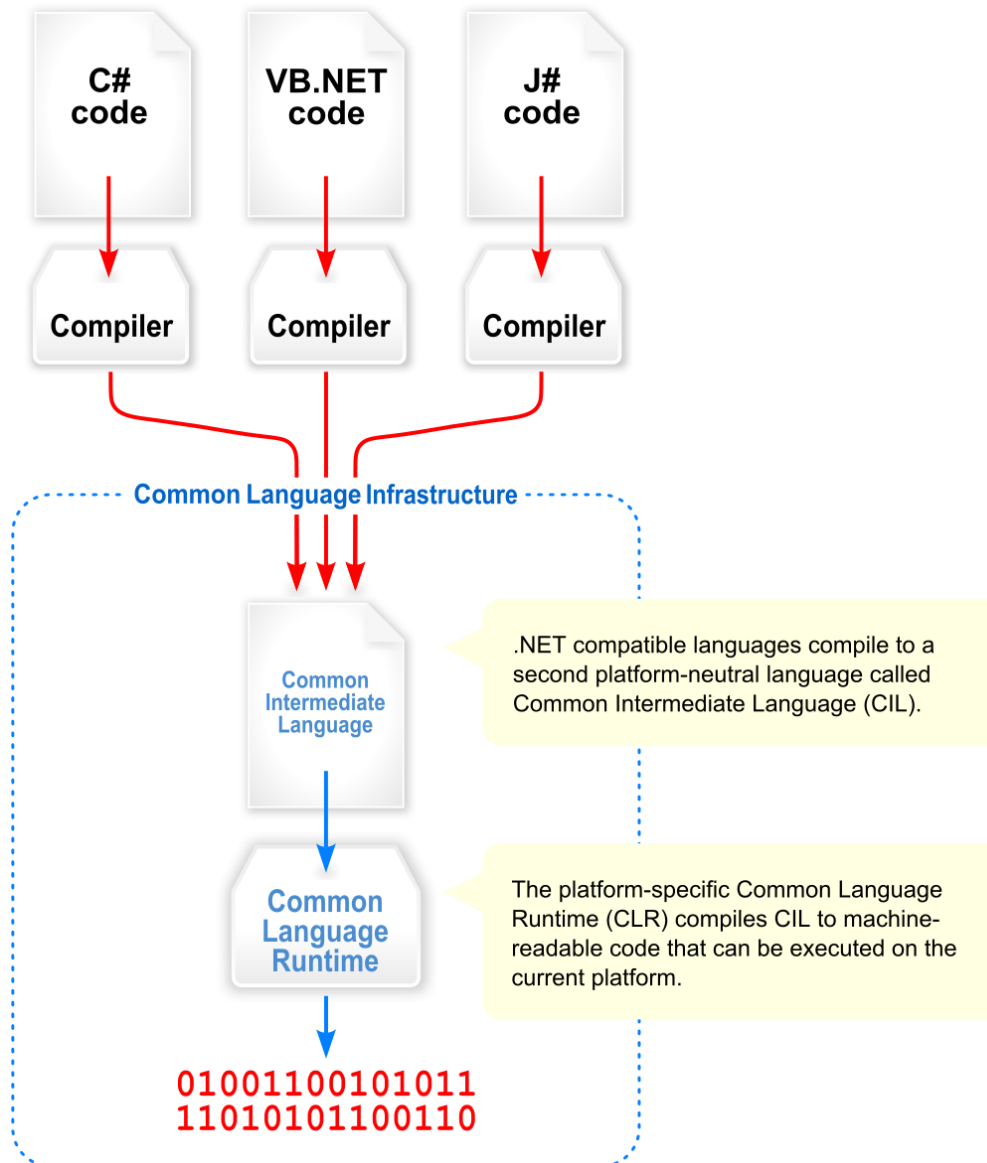 C#
code
VB.NET
code
J#
code
Compiler
Compiler
Compiler
Common Language Infrastructure
Common
Intermediate
Language
.NET compatible languages compile to a
second platform-neutral language called
Common Intermediate Language (CIL).
Common
Language
Runtime
The platform-specific Common Language
Runtime (CLR) compiles CIL to machine-
readable code that can be executed on the
current platform.
01001100101011
11010101100110